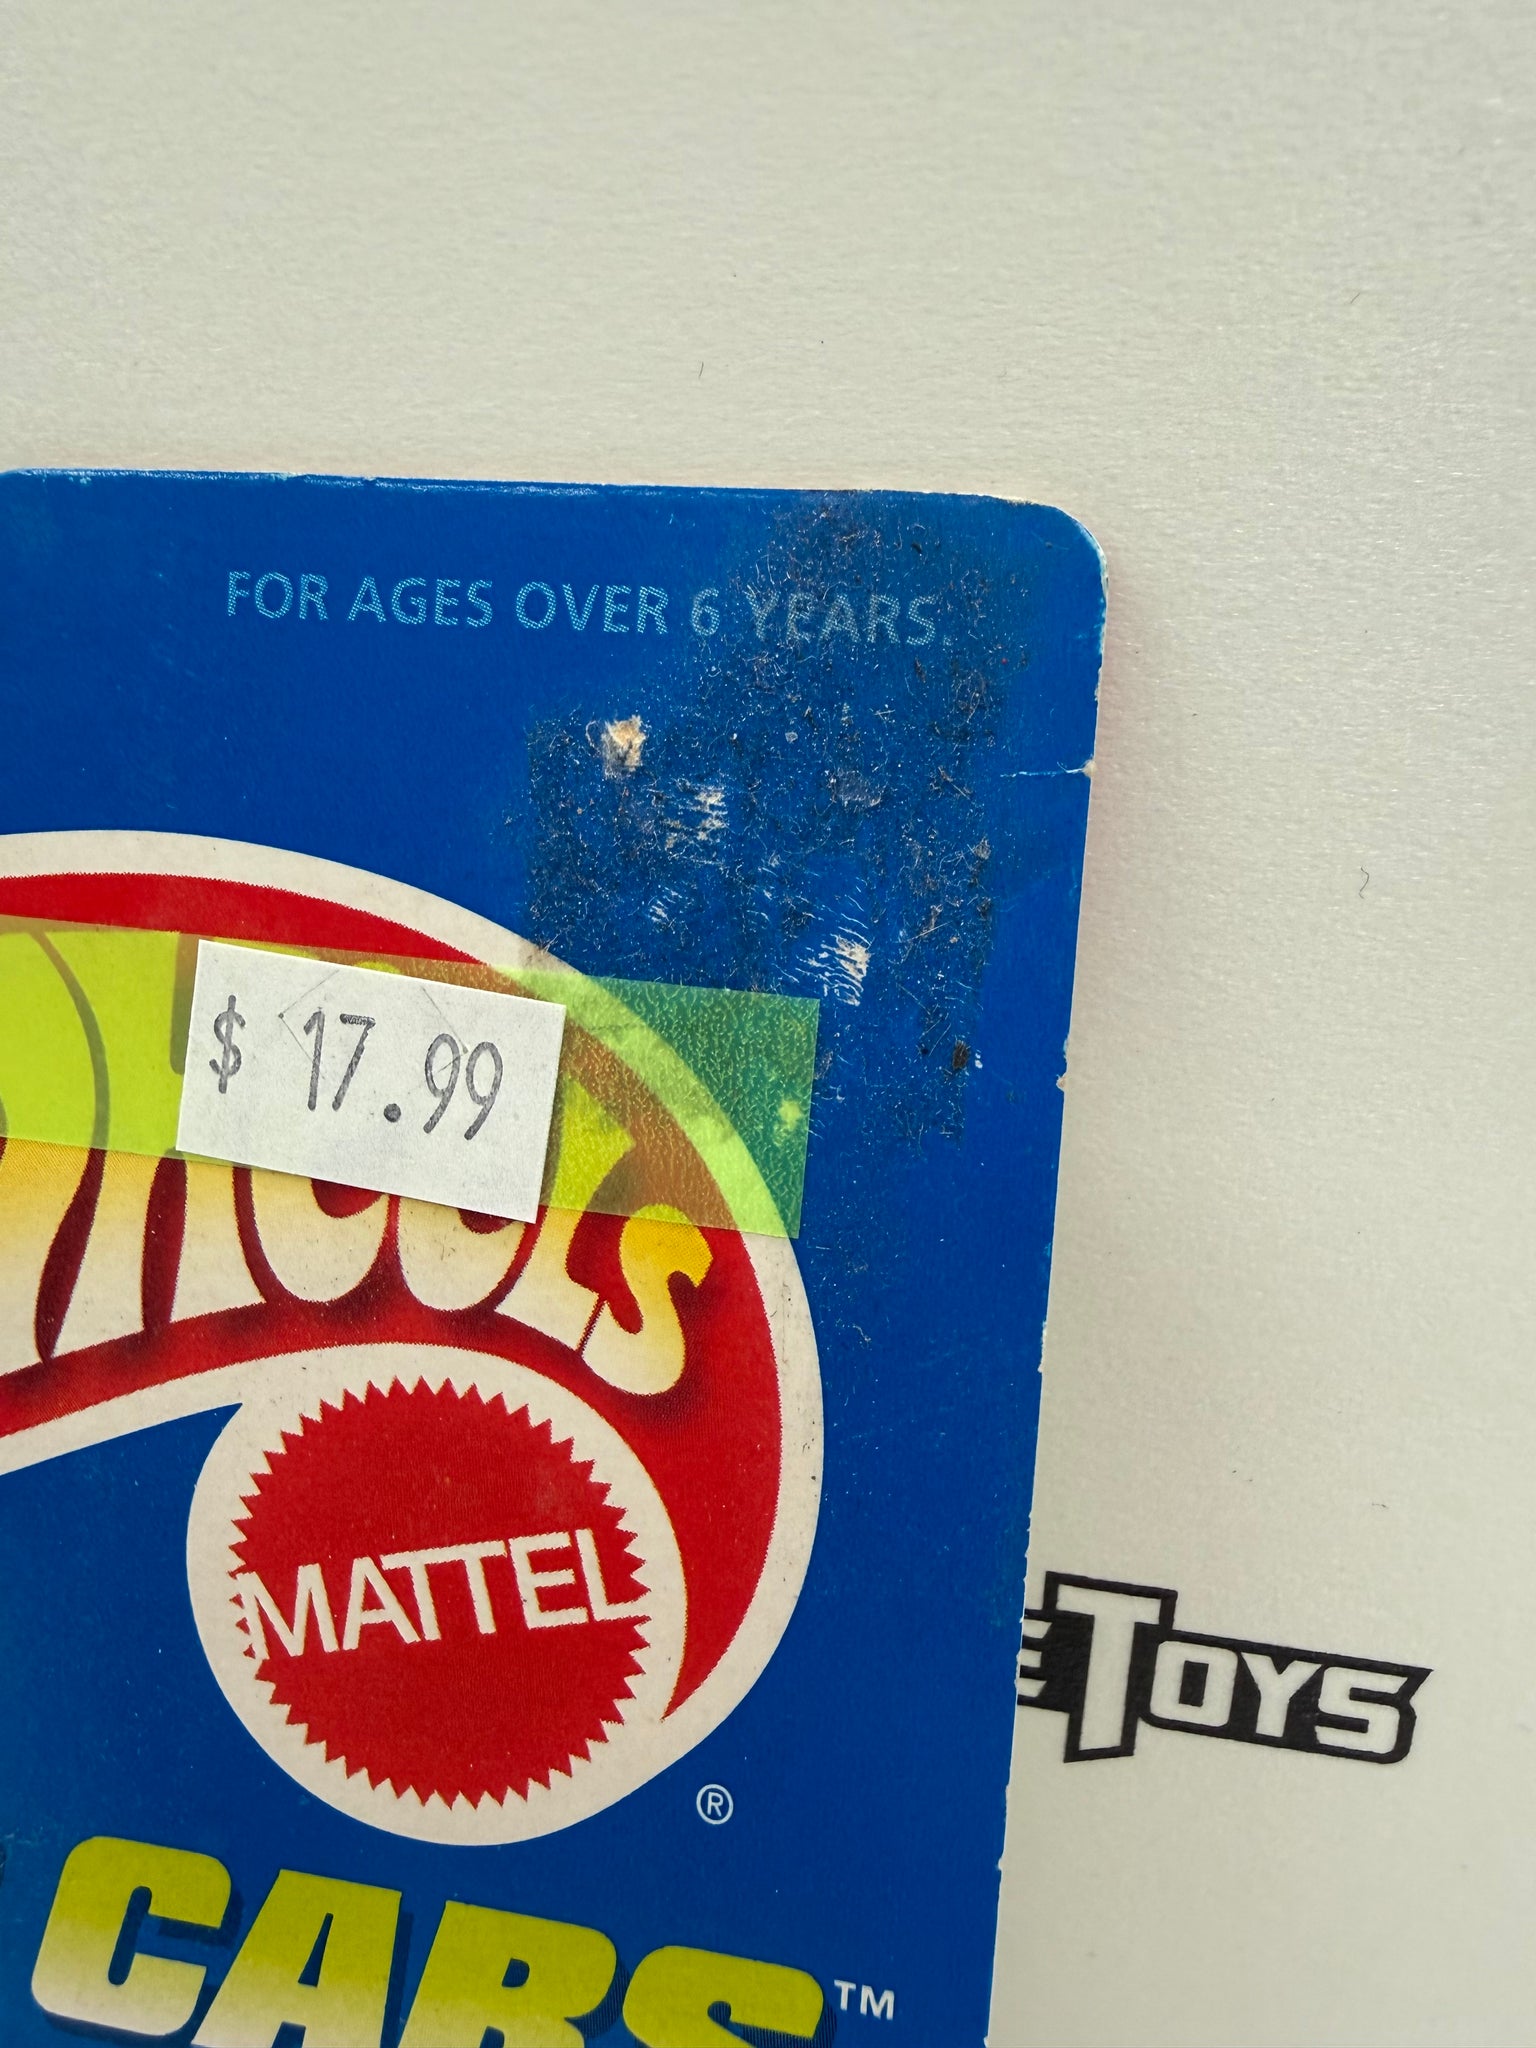 FOR AGES OVER 6 YEARS.
$ 17.99
MATTEL
®
CARS™
TOYS